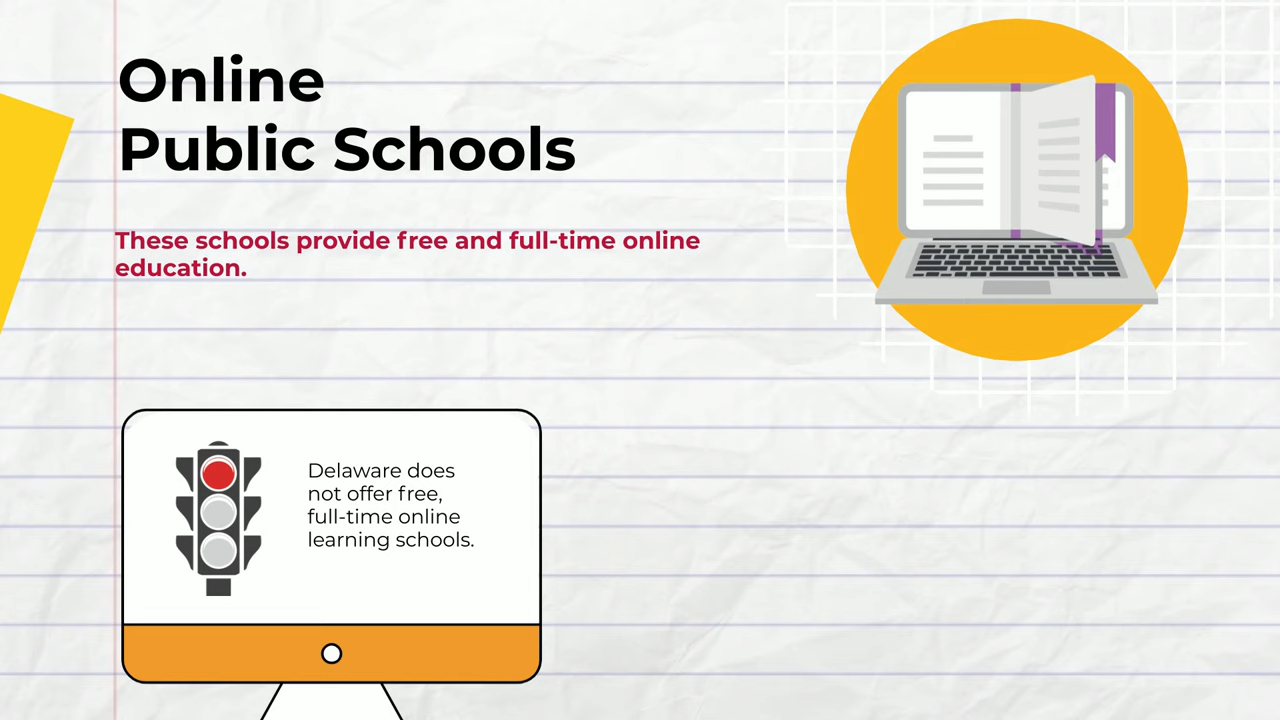 Online
Public Schools
These schools provide free and full-time online
education.
Delaware does
not offer free,
full-time online
learning schools.